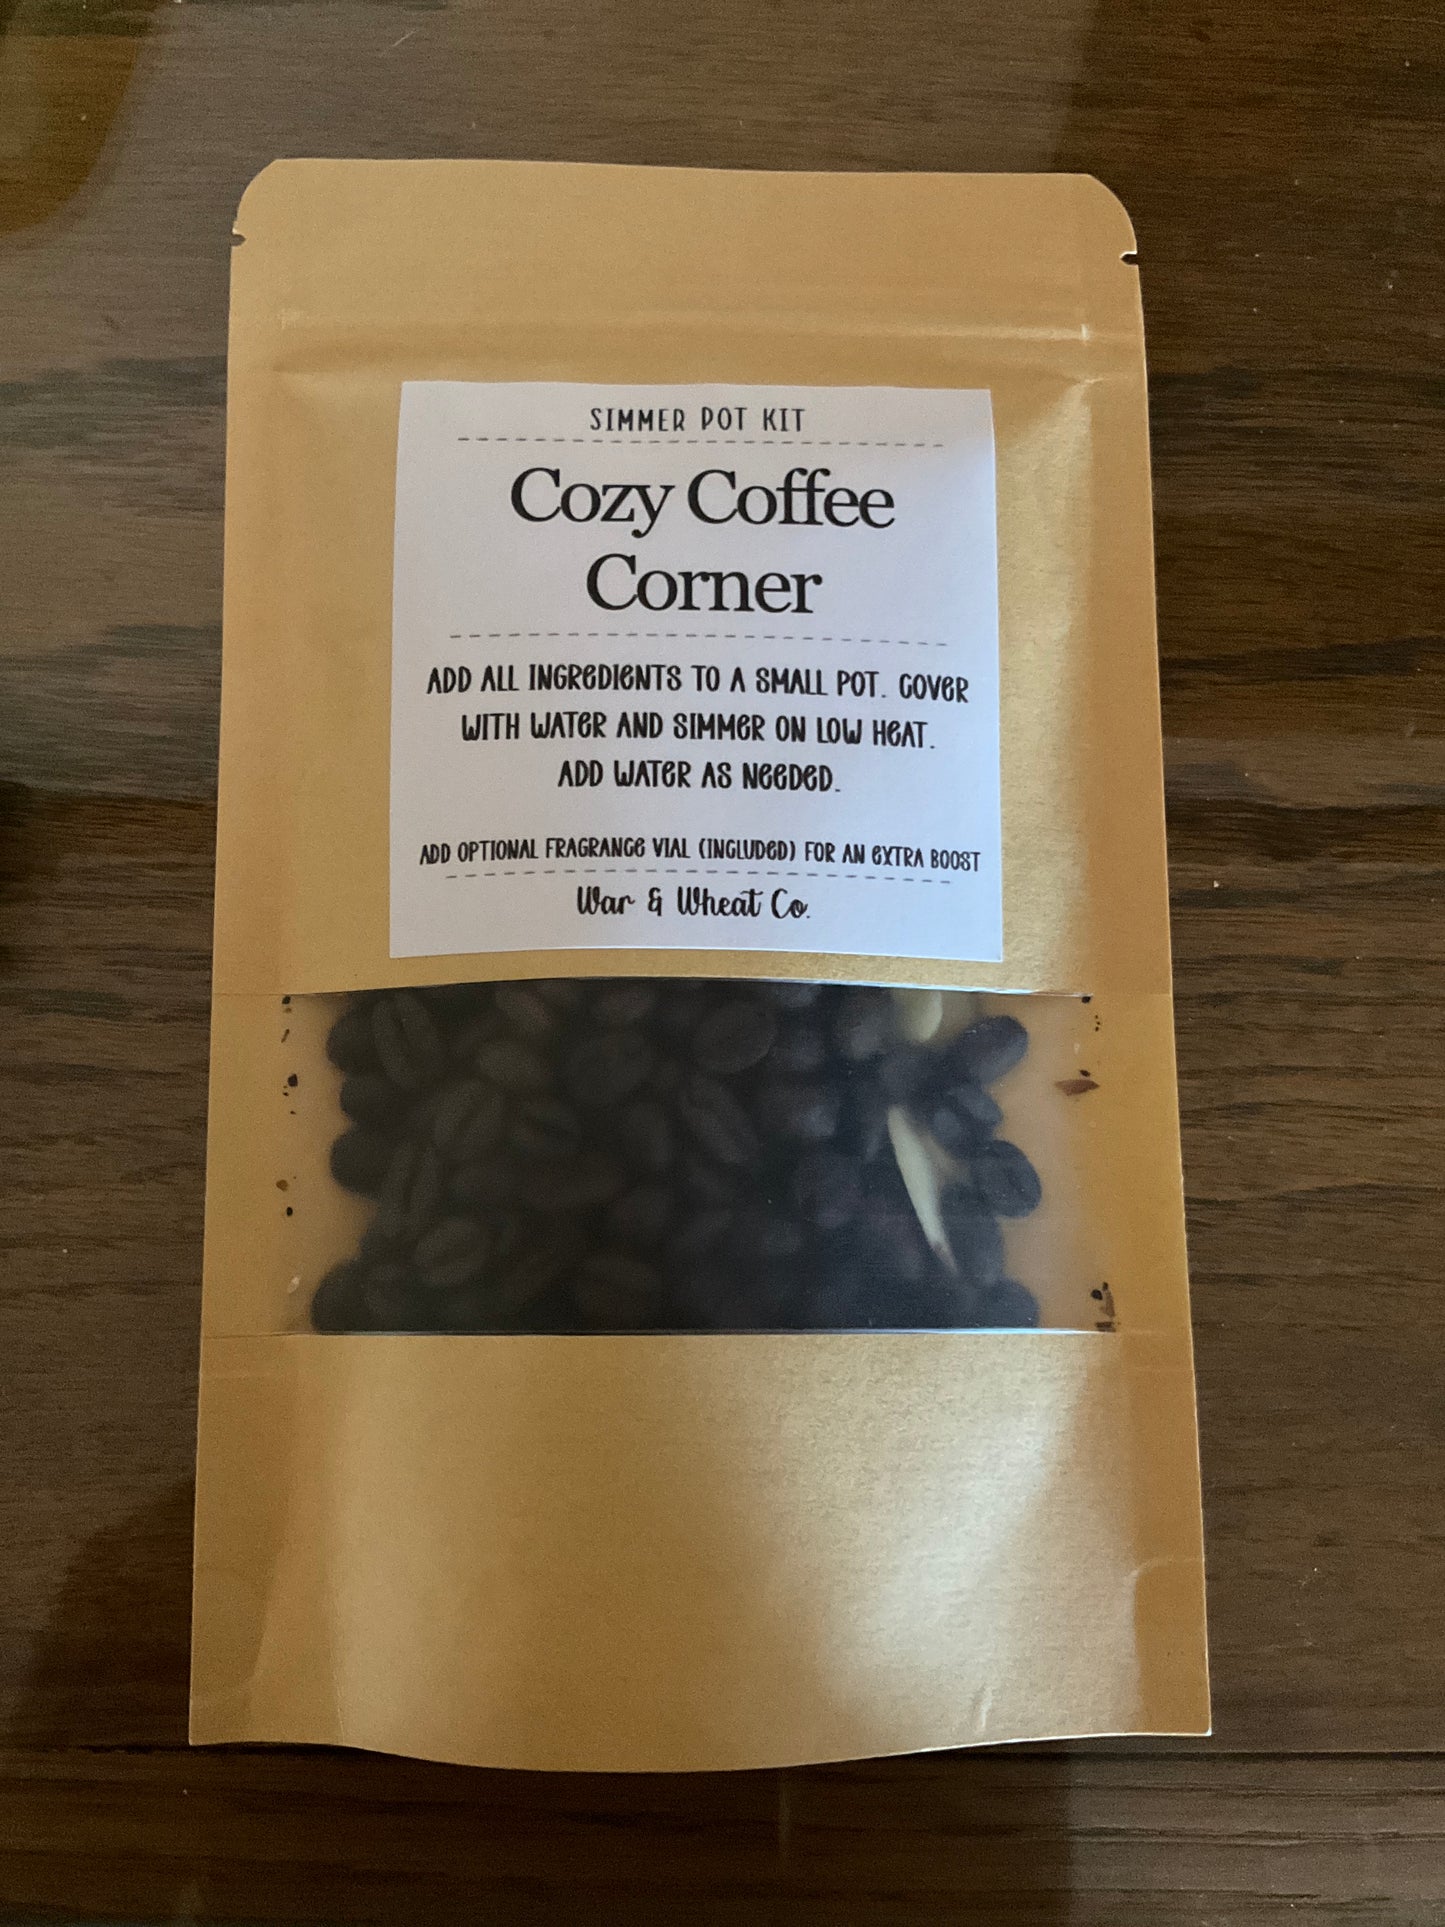 SIMMER POT KIT
Cozy Coffee
Corner
ADD ALL INGREDIENTS TO A SMALL POT. COVER
WITH WATER AND SIMMER ON LOW HEAT.
ADD WATER AS NEEDED.
ADD OPTIONAL FRAGRANCE VIAL (INCLUDED) FOR AN EXTRA BOOST
War & Wheat Co.